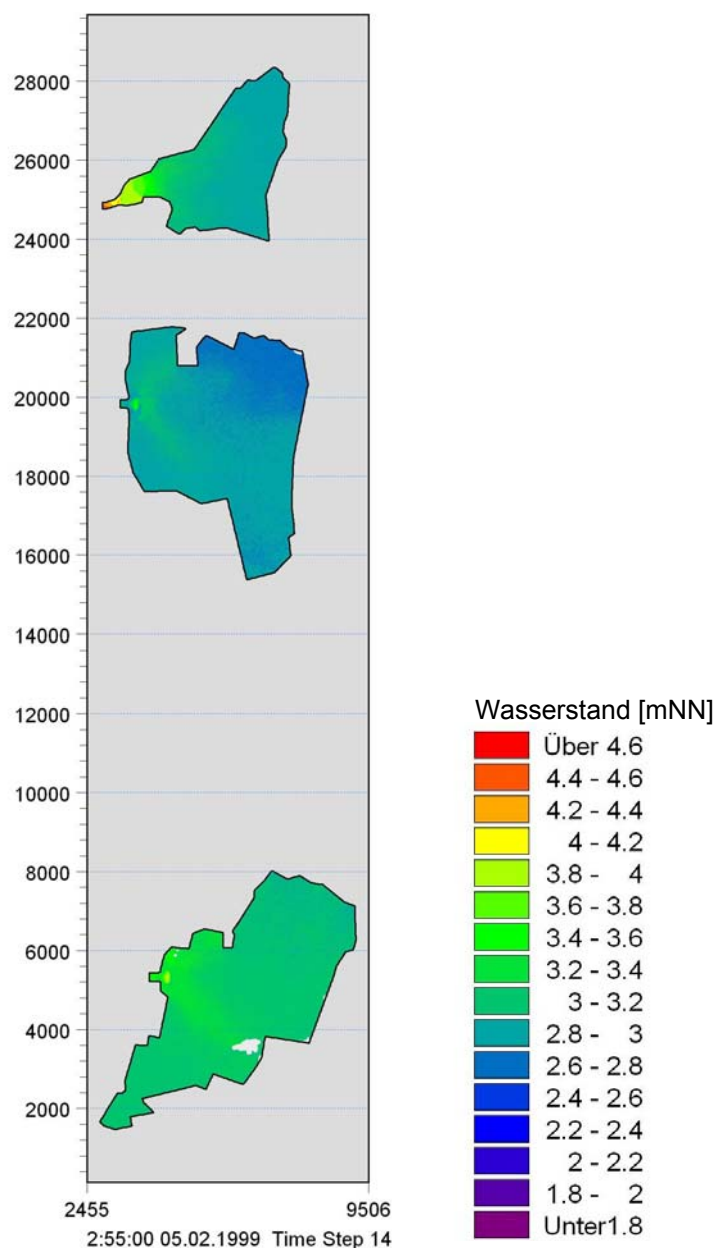 28000
26000
24000
22000
20000
18000
16000
14000
12000
10000
8000
6000
4000
2000
2455 9506
2:55:00 05.02.1999 Time Step 14
Wasserstand [mNN]
Über 4.6
4.4 - 4.6
4.2 - 4.4
4 - 4.2
3.8 - 4
3.6 - 3.8
3.4 - 3.6
3.2 - 3.4
3 - 3.2
2.8 - 3
2.6 - 2.8
2.4 - 2.6
2.2 - 2.4
2 - 2.2
1.8 - 2
Unter1.8